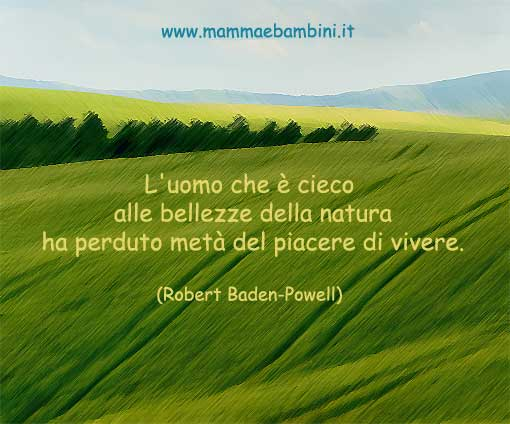 www.mammaebambini.it
L'uomo che è cieco
alle bellezze della natura
ha perduto metà del piacere di vivere.
(Robert Baden-Powell)